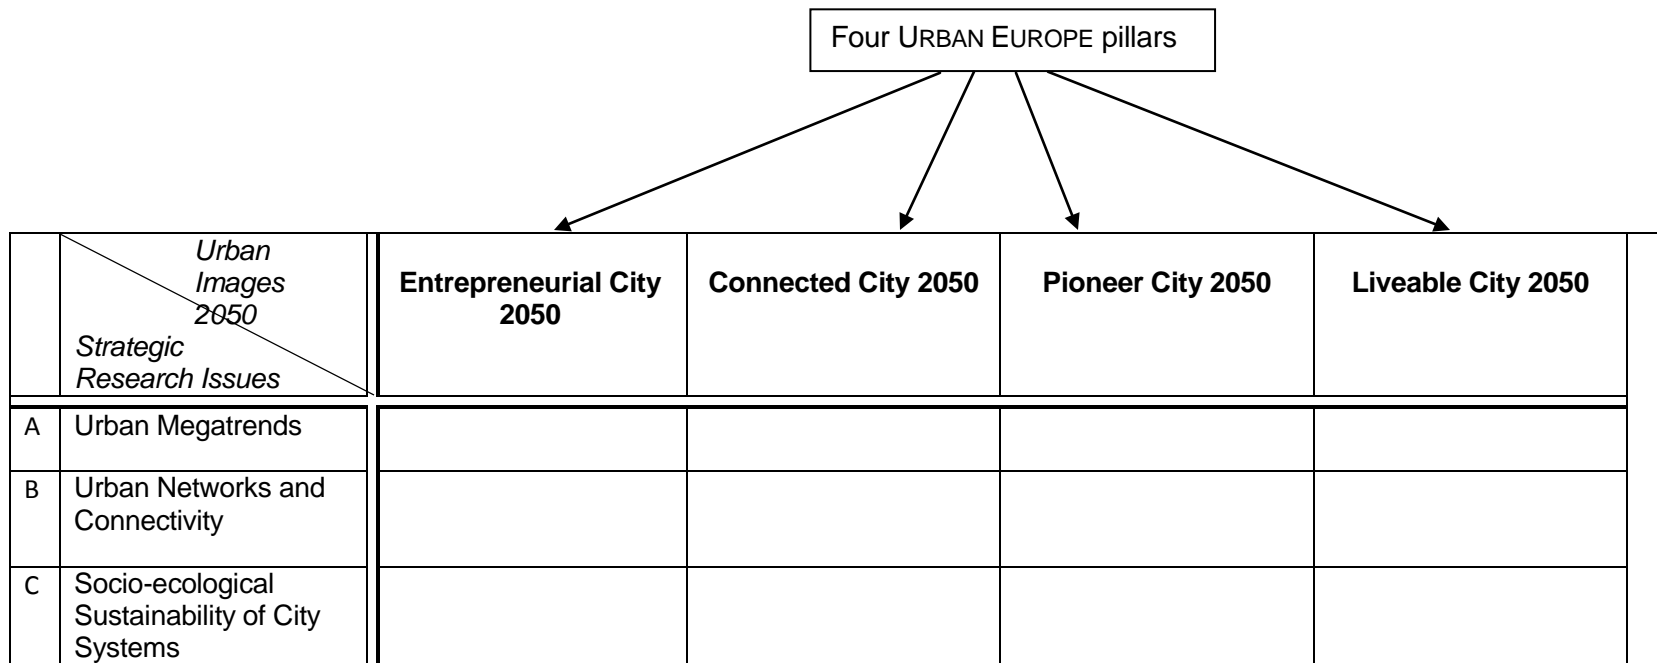 Four URBAN EUROPE pillars
Urban
Images
2050
Strategic
Research Issues
Entrepreneurial City
2050
Connected City 2050
Pioneer City 2050
Liveable City 2050
A
Urban Megatrends
B
Urban Networks and
Connectivity
C
Socio-ecological
Sustainability of City
Systems